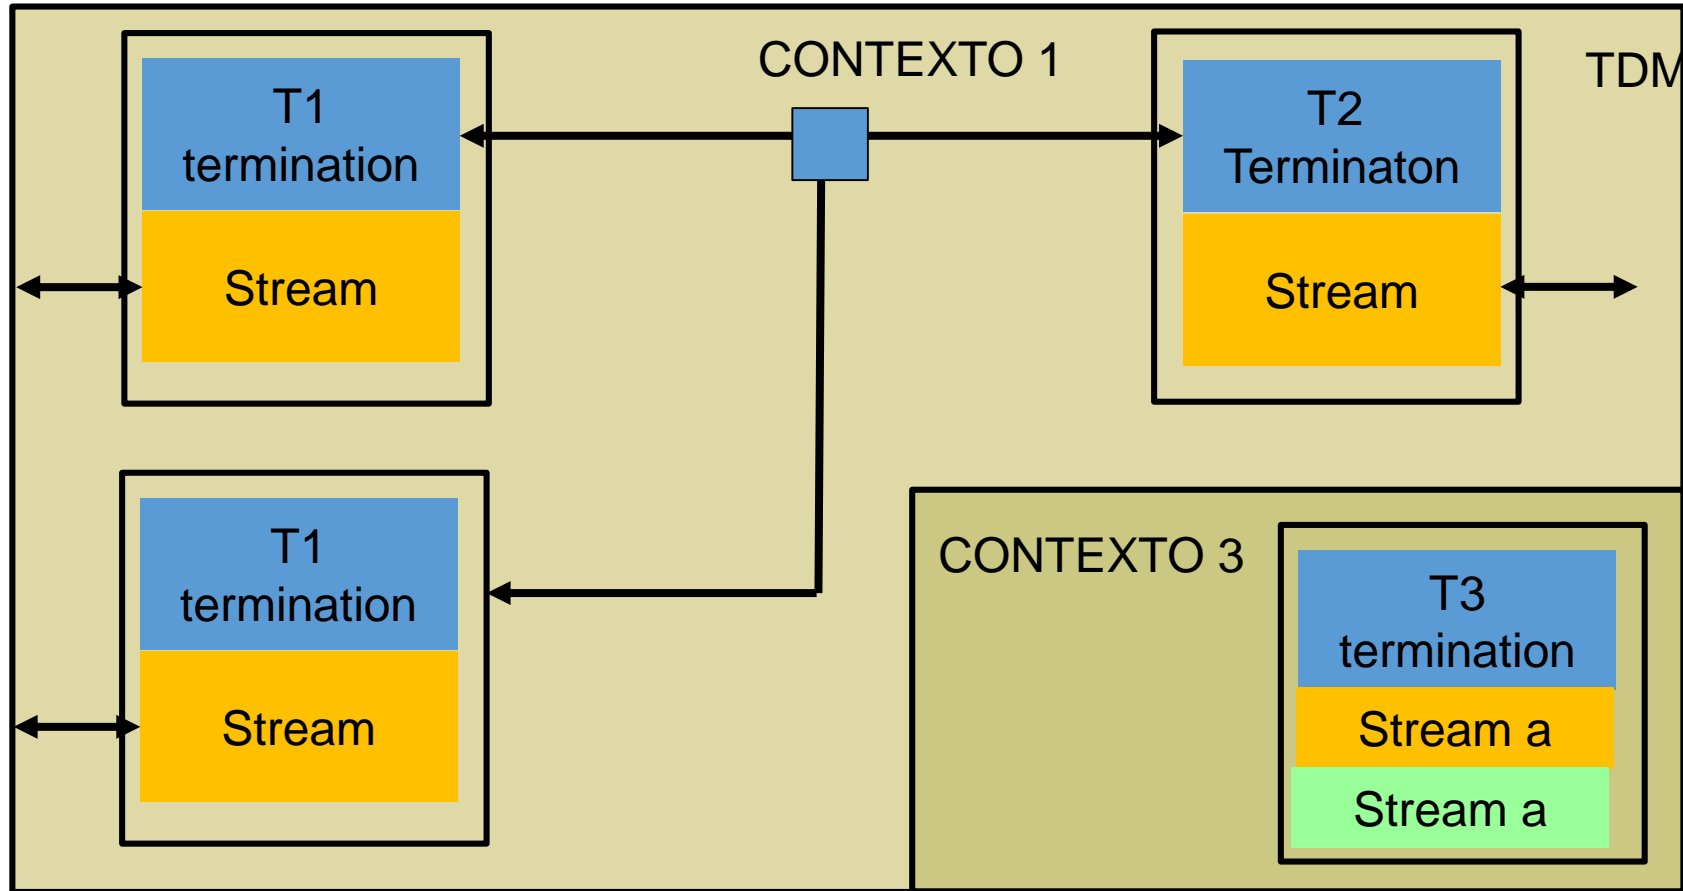 CONTEXTO 1
TDM
T1
termination
Stream
T2
Terminaton
Stream
T1
termination
Stream
CONTEXTO 3
T3
termination
Stream a
Stream a